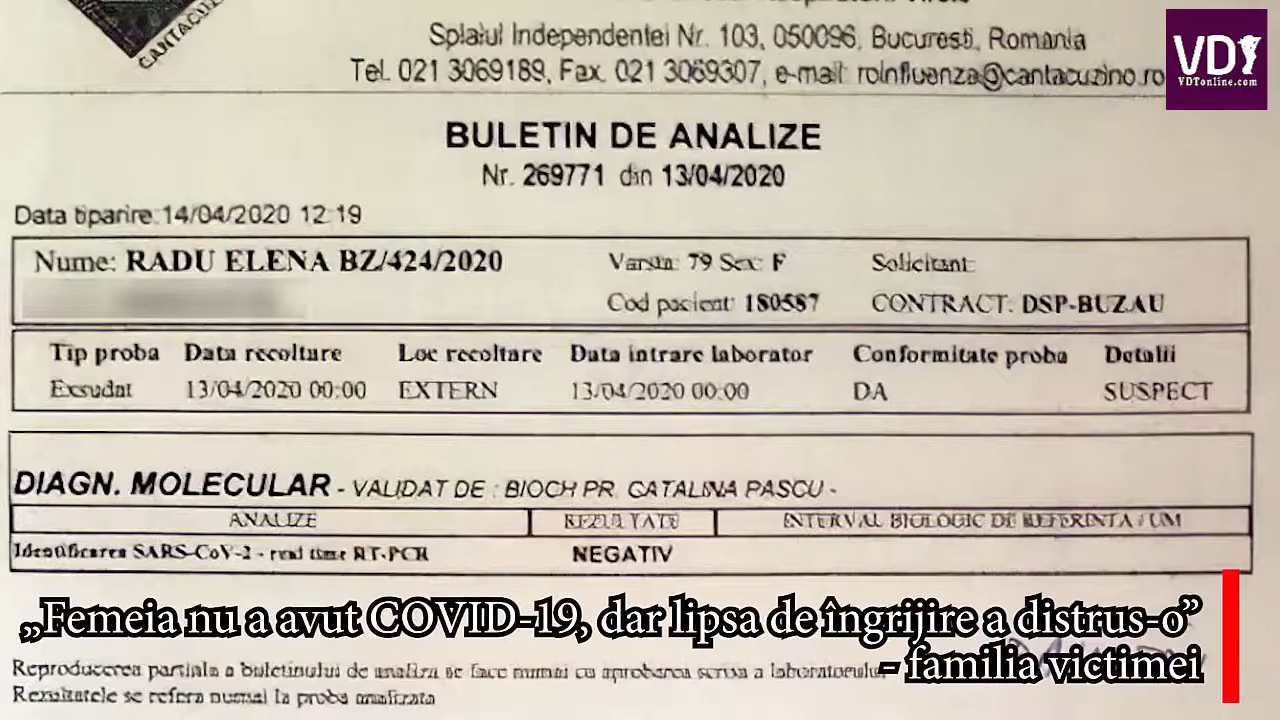 CANTACU
Splaiul Independentei Nr. 103, 050096, Bucuresti, Romania
Tel. 021 3069189, Fax. 021 3069307, e-mail: roinfluenza@cantacuzino.ro
VD
VDTonline.com
BULETIN DE ANALIZE
Nr. 269771 din 13/04/2020
Data tiparire: 14/04/2020 12:19
Nume: RADU ELENA BZ/424/2020 Varsta: 79 Sex: F Solicitant:
Cod pacient: 180587 CONTRACT: DSP-BUZAU
Tip proba Data recoltare Loc recoltare Data intrare laborator Conformitate proba Detalii
Exsudat 13/04/2020 00:00 EXTERN 13/04/2020 00:00 DA SUSPECT
DIAGN. MOLECULAR - VALIDAT DE : BIOCH PR. CATALINA PASCU -
ANALIZE REZULTATE INTERVAL BIOLOGIC DE REFERINTA / UM
Identificarea SARS-CoV-2 - real time RT-PCR NEGATIV
„Femeia nu a avut COVID-19, dar lipsa de îngrijire a distrus-o”
- familia victimei
Reproducerea partiala a buletinului de analiza se face numai cu aprobarea scrisa a laboratorului
Rezultatele se refera numai la proba analizata